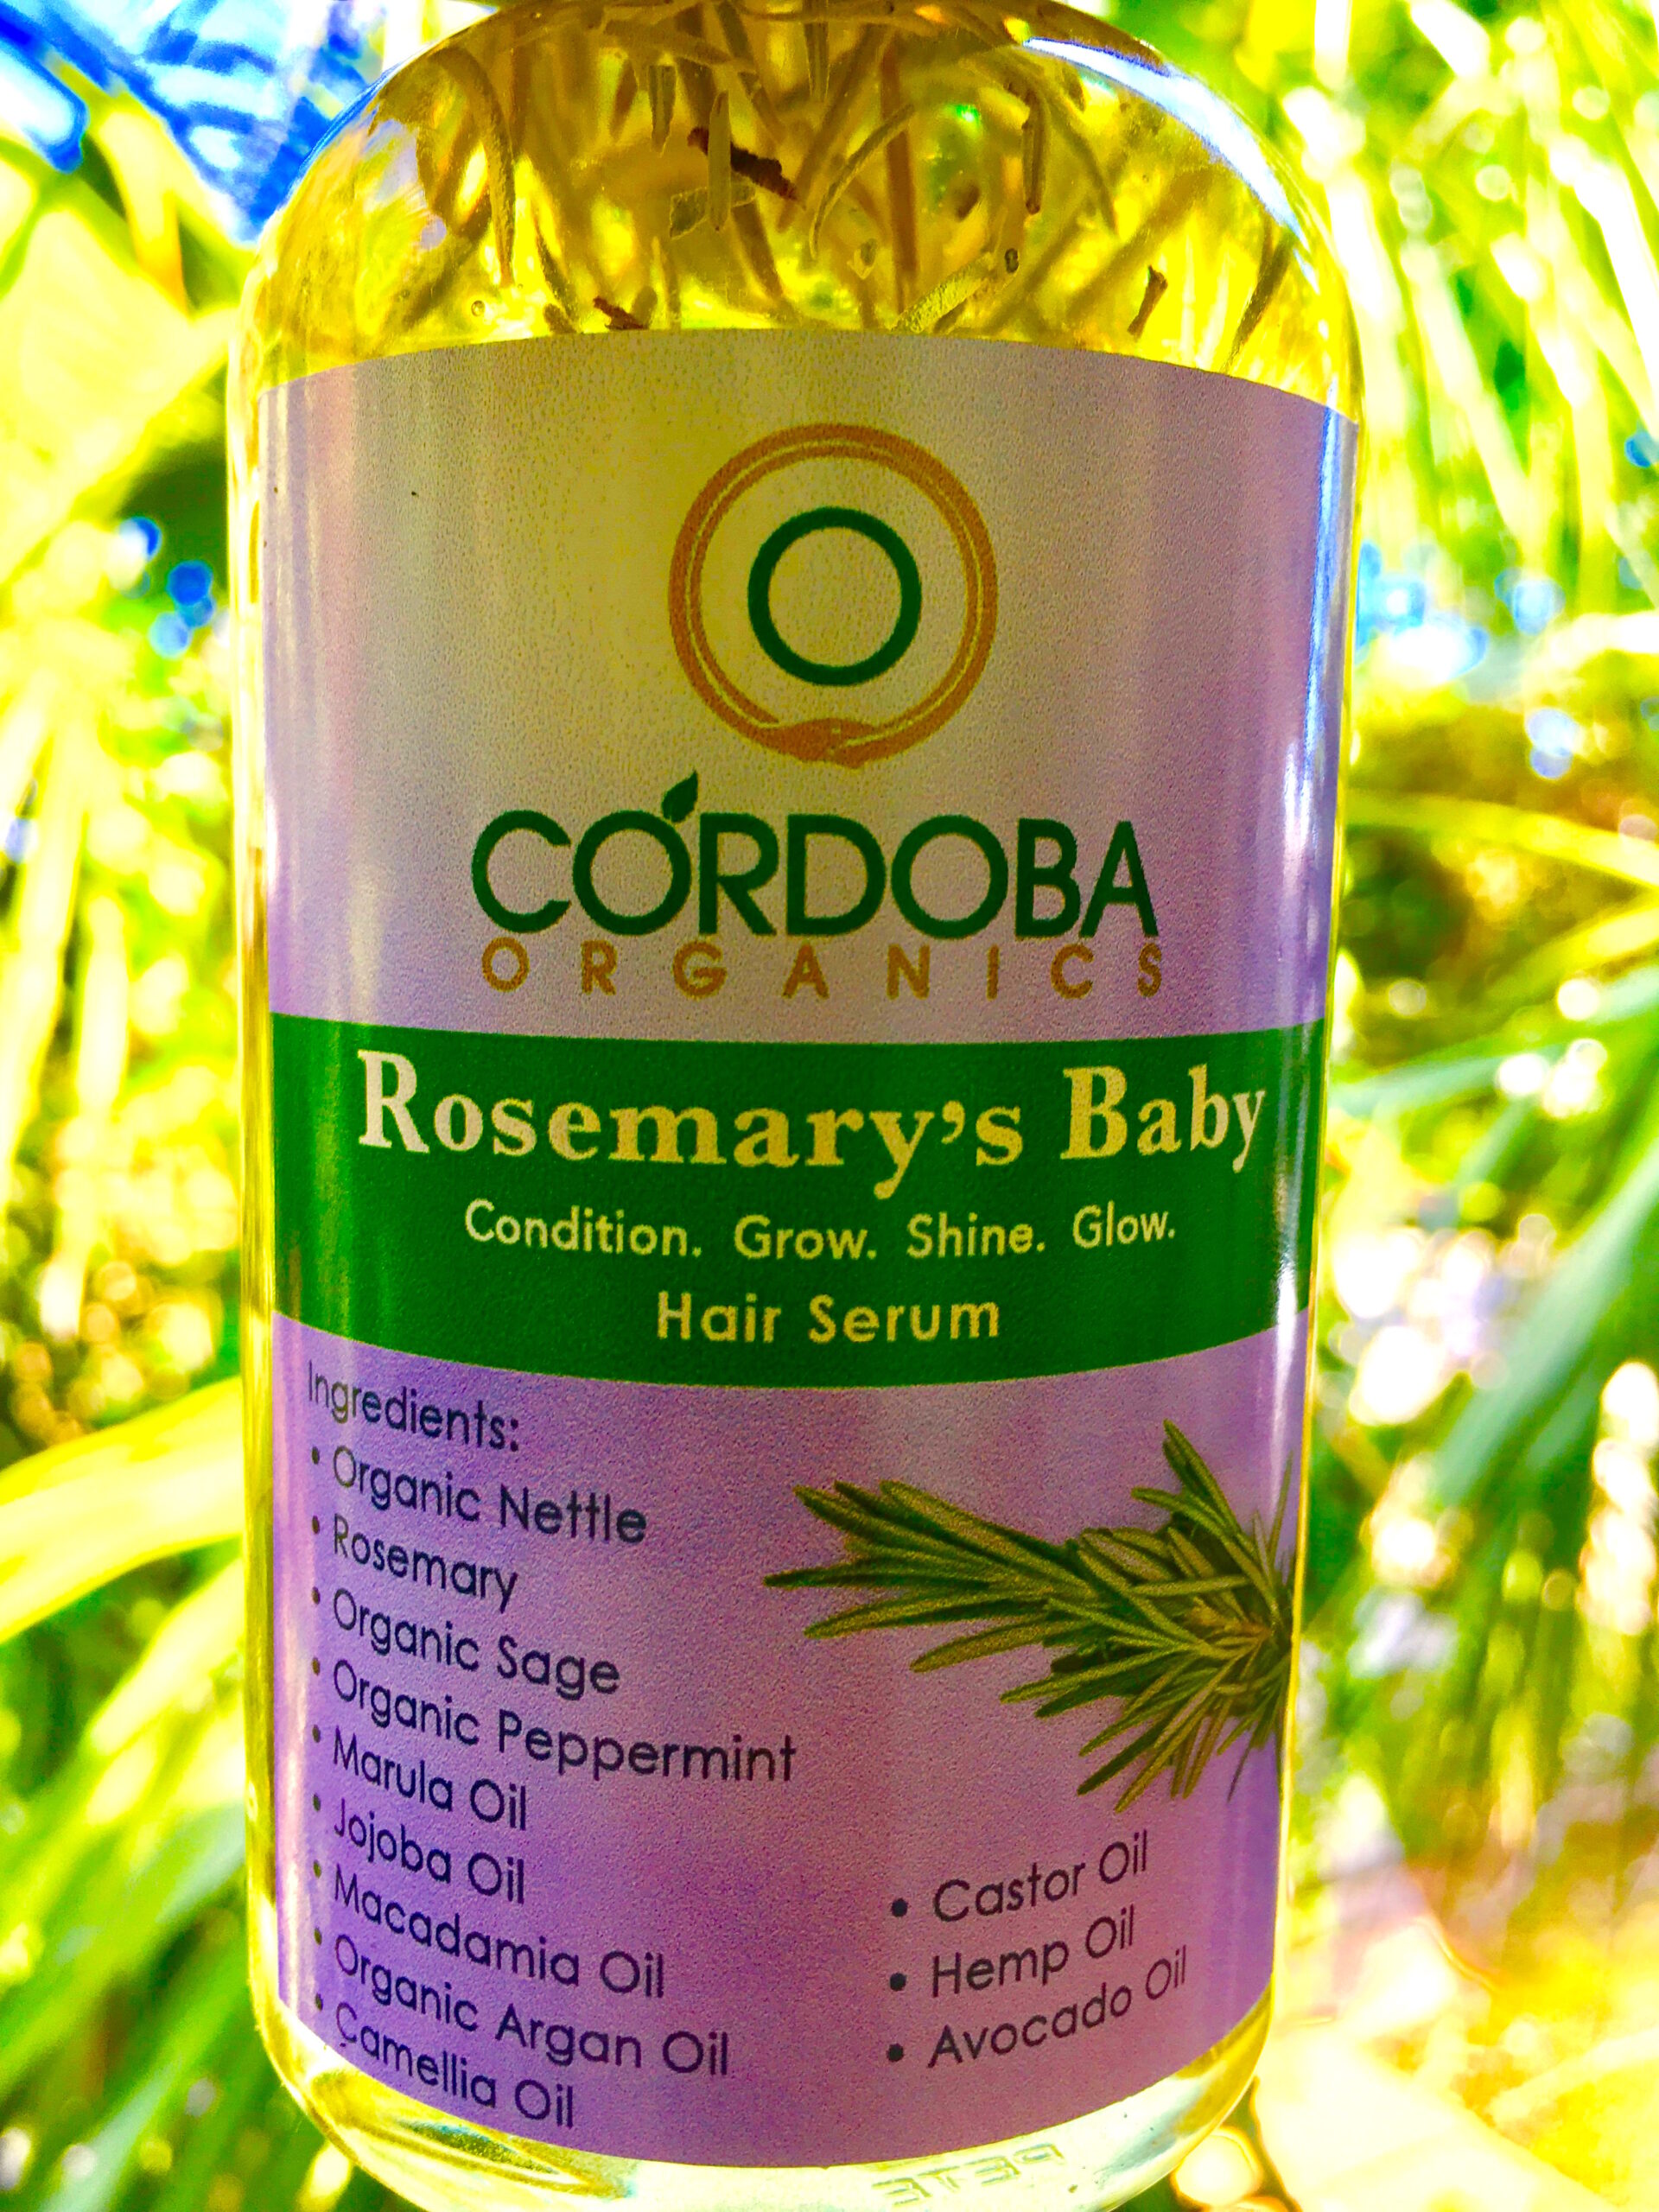 CÓRDOBA
ORGANICS
Rosemary's Baby
Condition. Grow. Shine. Glow.
Hair Serum
Ingredients:
• Organic Nettle
• Rosemary
• Organic Sage
• Organic Peppermint
• Marula Oil
• Jojoba Oil
• Macadamia Oil
• Organic Argan Oil
• Camellia Oil
• Castor Oil
• Hemp Oil
• Avocado Oil